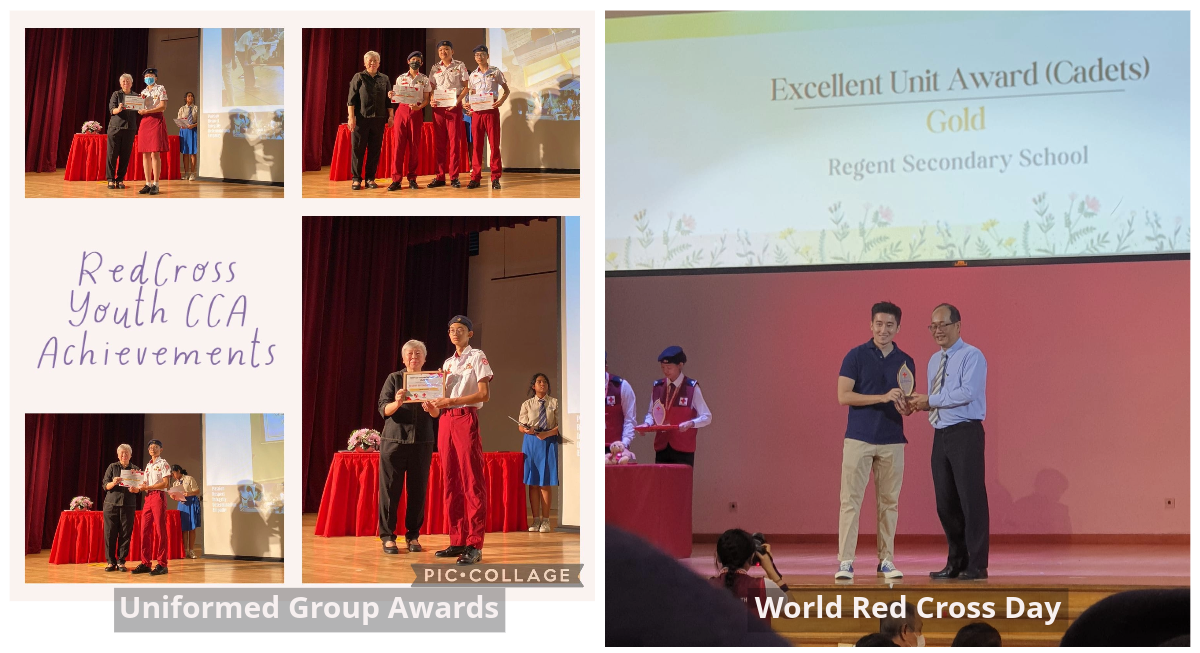 RedCross
Youth CCA
Achievements
PIC•COLLAGE
Uniformed Group Awards
Excellent Unit Award (Cadets)
Gold
Regent Secondary School
World Red Cross Day